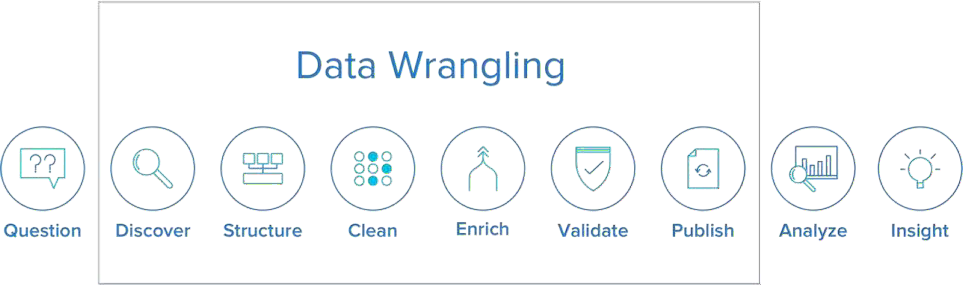 Data Wrangling
??
Question Discover Structure Clean Enrich Validate Publish Analyze Insight